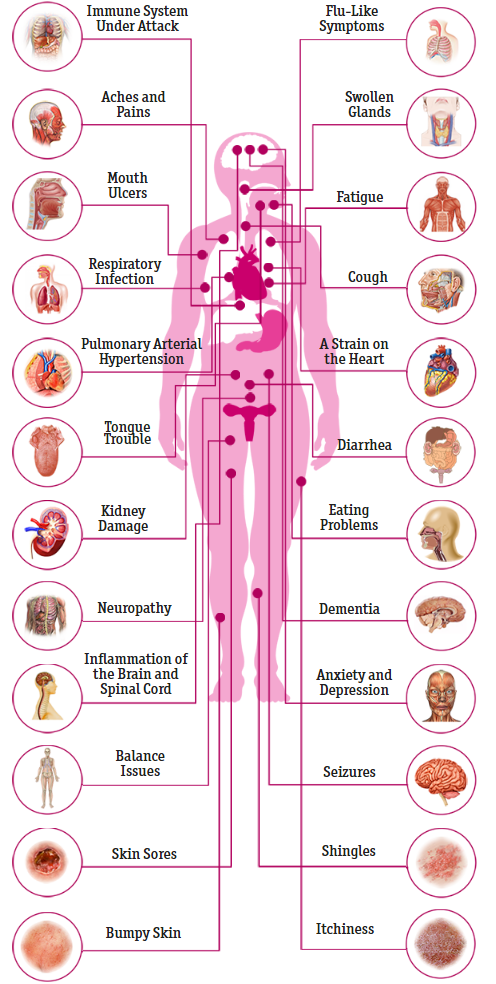 Immune System
Under Attack
Flu-Like
Symptoms
Aches and
Pains
Swollen
Glands
Mouth
Ulcers
Fatigue
Respiratory
Infection
Cough
Pulmonary Arterial
Hypertension
A Strain on
the Heart
Tongue
Trouble
Diarrhea
Kidney
Damage
Eating
Problems
Neuropathy
Dementia
Inflammation of
the Brain and
Spinal Cord
Anxiety and
Depression
Balance
Issues
Seizures
Skin Sores
Shingles
Bumpy Skin
Itchiness